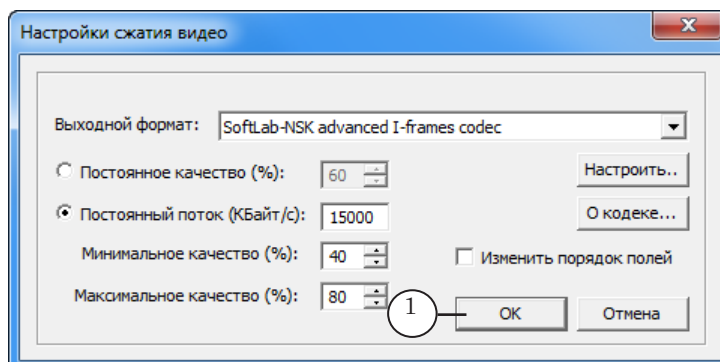 Настройки сжатия видео
Выходной формат: SoftLab-NSK advanced I-frames codec
Постоянное качество (%): 60 Настроить..
Постоянный поток (КБайт/с): 15000 О кодеке...
Минимальное качество (%): 40 Изменить порядок полей
Максимальное качество (%): 80 1 OK Отмена